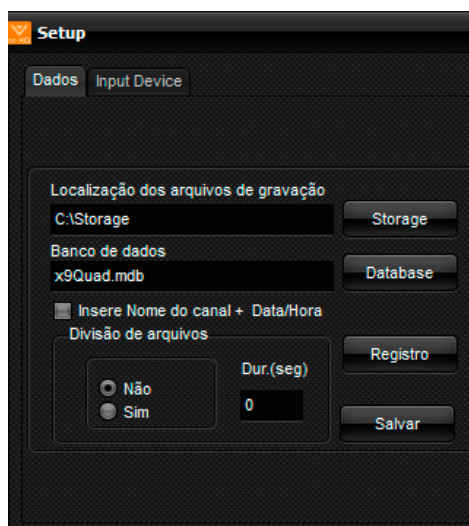 Setup
Dados Input Device
Localização dos arquivos de gravação
C:\Storage Storage
Banco de dados
x9Quad.mdb Database
Insere Nome do canal + Data/Hora
Divisão de arquivos
Dur.(seg) Registro
Não
Sim 0
Salvar